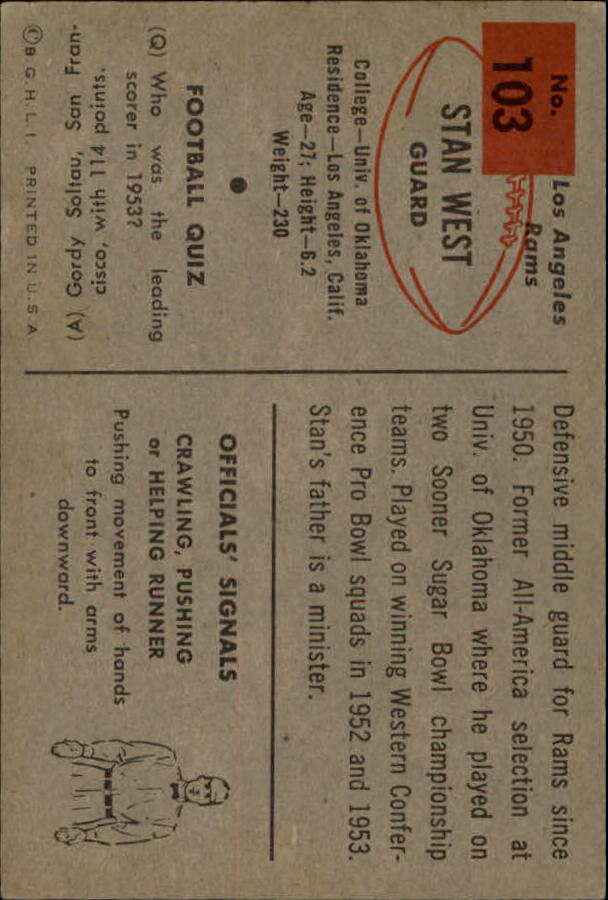 No.
103
Los Angeles
Rams
STAN WEST
GUARD
College—Univ. of Oklahoma
Residence—Los Angeles, Calif.
Age—27; Height—6.2
Weight—230
FOOTBALL QUIZ
(Q) Who was the leading
scorer in 1953?
(A) Gordy Soltau, San Fran-
cisco, with 114 points.
©B.G.H.L.I. PRINTED IN U.S.A
Defensive middle guard for Rams since
1950. Former All-America selection at
Univ. of Oklahoma where he played on
two Sooner Sugar Bowl championship
teams. Played on winning Western Confer-
ence Pro Bowl squads in 1952 and 1953.
Stan's father is a minister.
OFFICIALS' SIGNALS
CRAWLING, PUSHING
or HELPING RUNNER
Pushing movement of hands
to front with arms
downward.